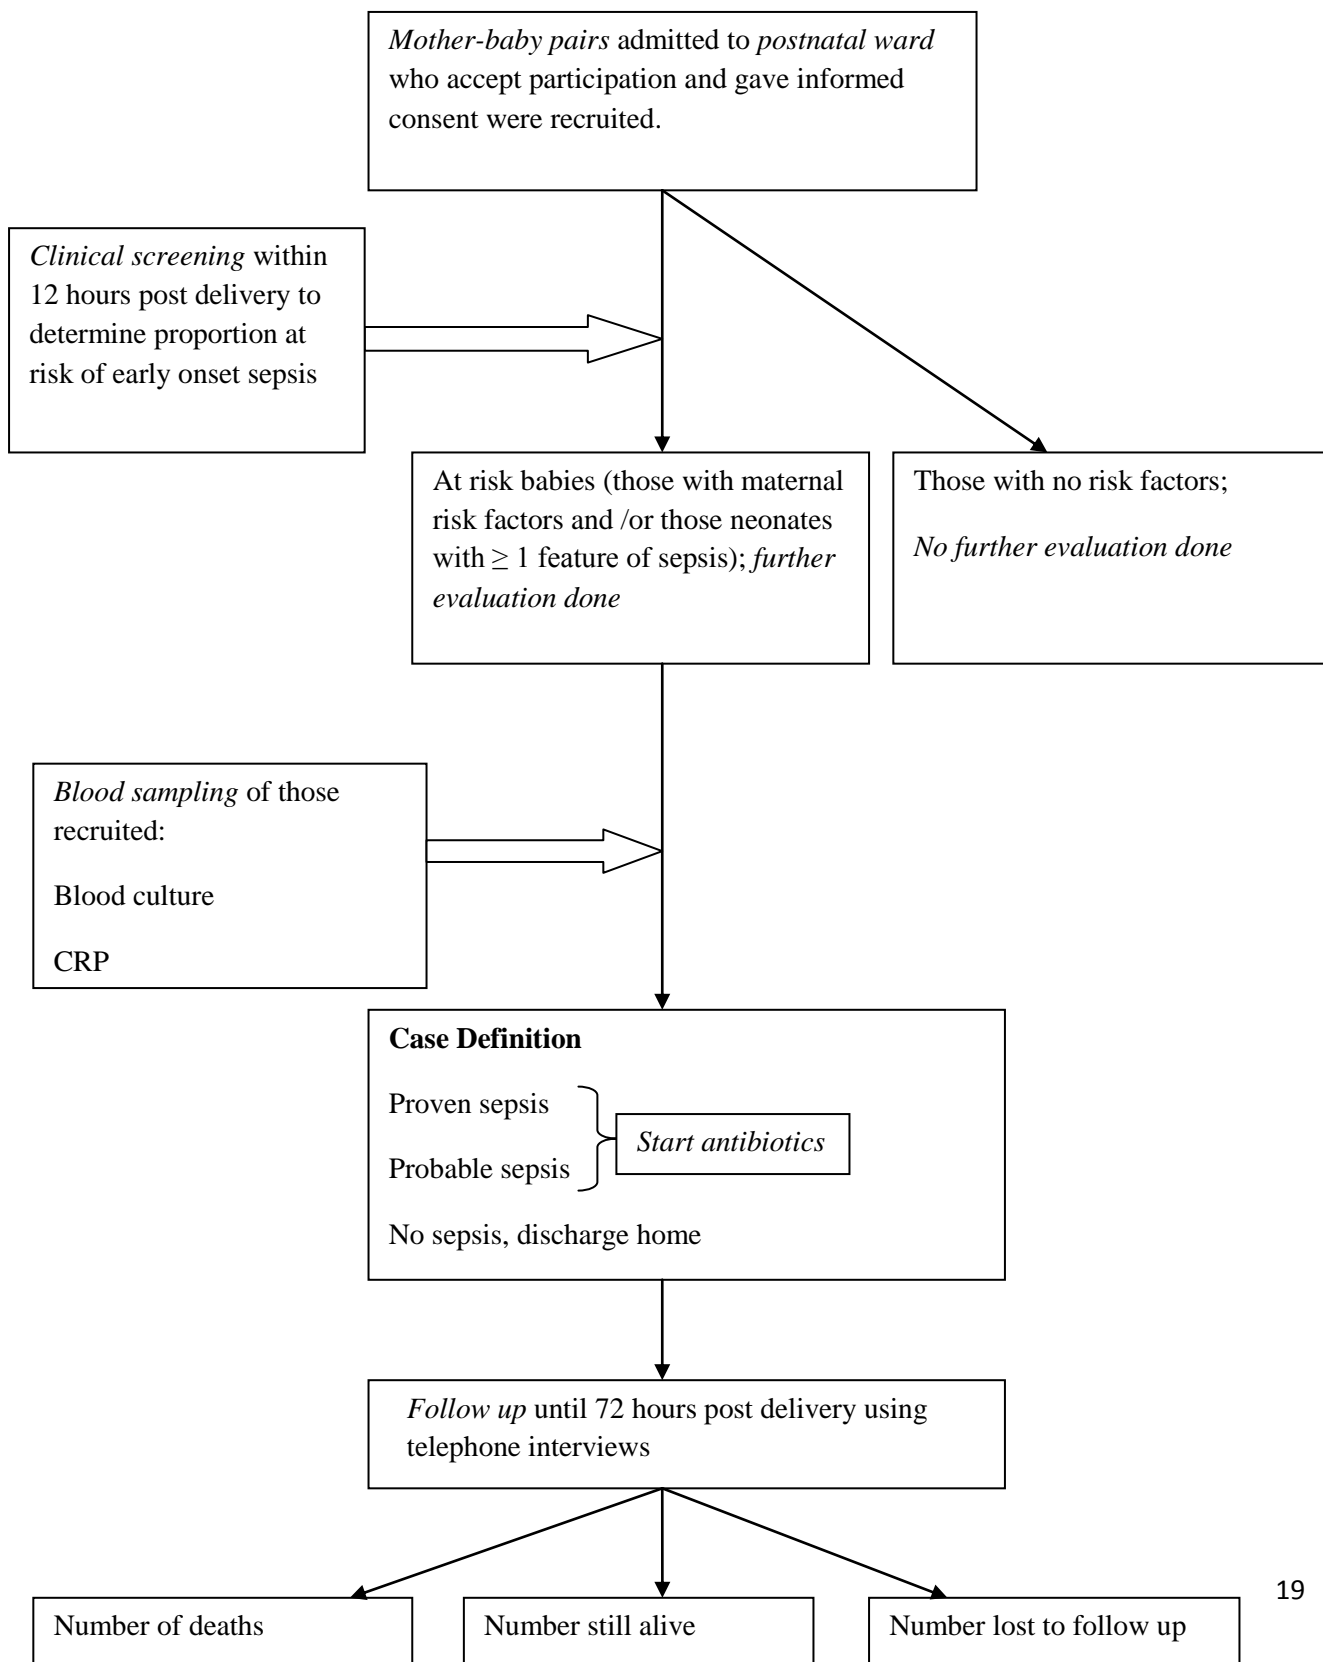 Mother-baby pairs admitted to postnatal ward
who accept participation and gave informed
consent were recruited.
Clinical screening within
12 hours post delivery to
determine proportion at
risk of early onset sepsis
At risk babies (those with maternal
risk factors and /or those neonates
with ≥ 1 feature of sepsis); further
evaluation done
Those with no risk factors;
No further evaluation done
Blood sampling of those
recruited:
Blood culture
CRP
Case Definition
Proven sepsis
Start antibiotics
Probable sepsis
No sepsis, discharge home
Follow up until 72 hours post delivery using
telephone interviews
Number of deaths
Number still alive
Number lost to follow up
19